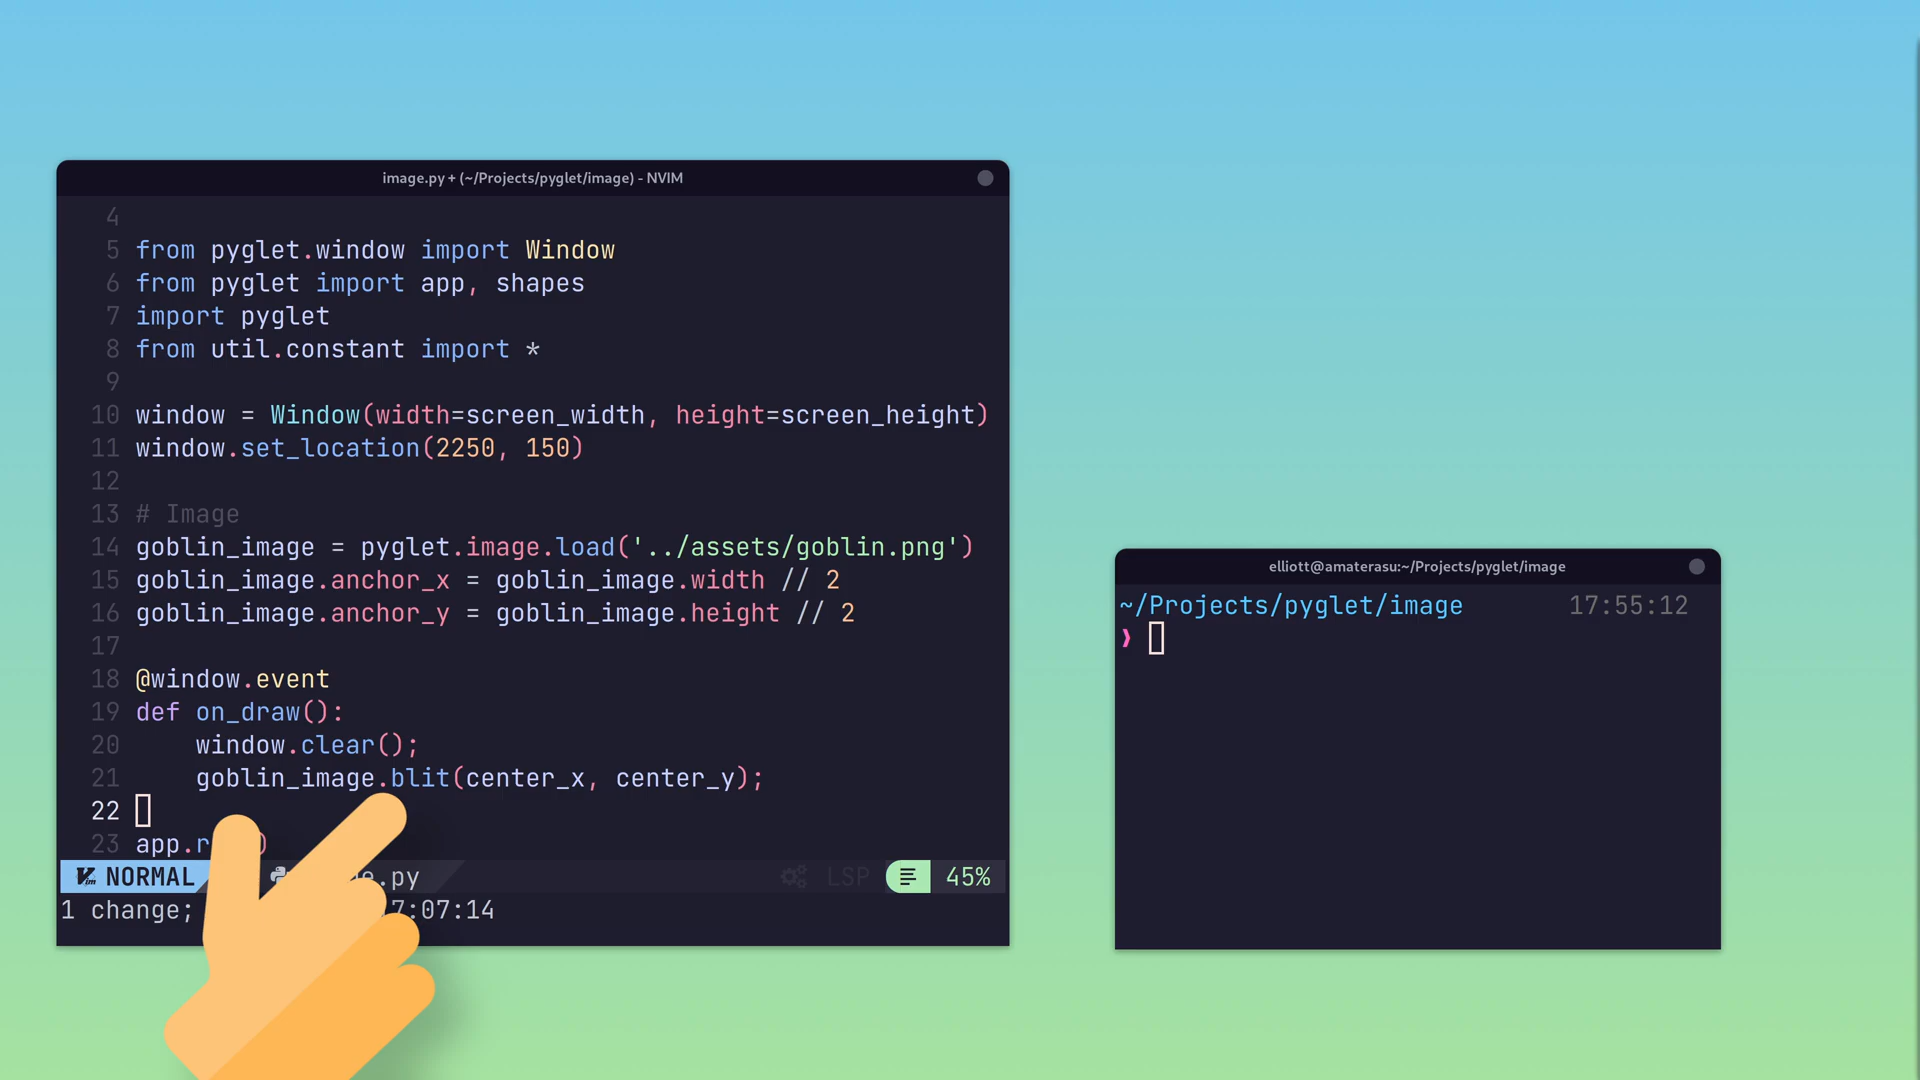 image.py + (~/Projects/pyglet/image) - NVIM
4
5 from pyglet.window import Window
6 from pyglet import app, shapes
7 import pyglet
8 from util.constant import *
9
10 window = Window(width=screen_width, height=screen_height)
11 window.set_location(2250, 150)
12
13 # Image
14 goblin_image = pyglet.image.load('../assets/goblin.png')
15 goblin_image.anchor_x = goblin_image.width // 2
16 goblin_image.anchor_y = goblin_image.height // 2
17
18 @window.event
19 def on_draw():
20     window.clear();
21     goblin_image.blit(center_x, center_y);
22
23 app.r )
NORMAL e.py LSP 45%
1 change; 7:07:14
elliott@amaterasu:~/Projects/pyglet/image
~/Projects/pyglet/image 17:55:12
❯